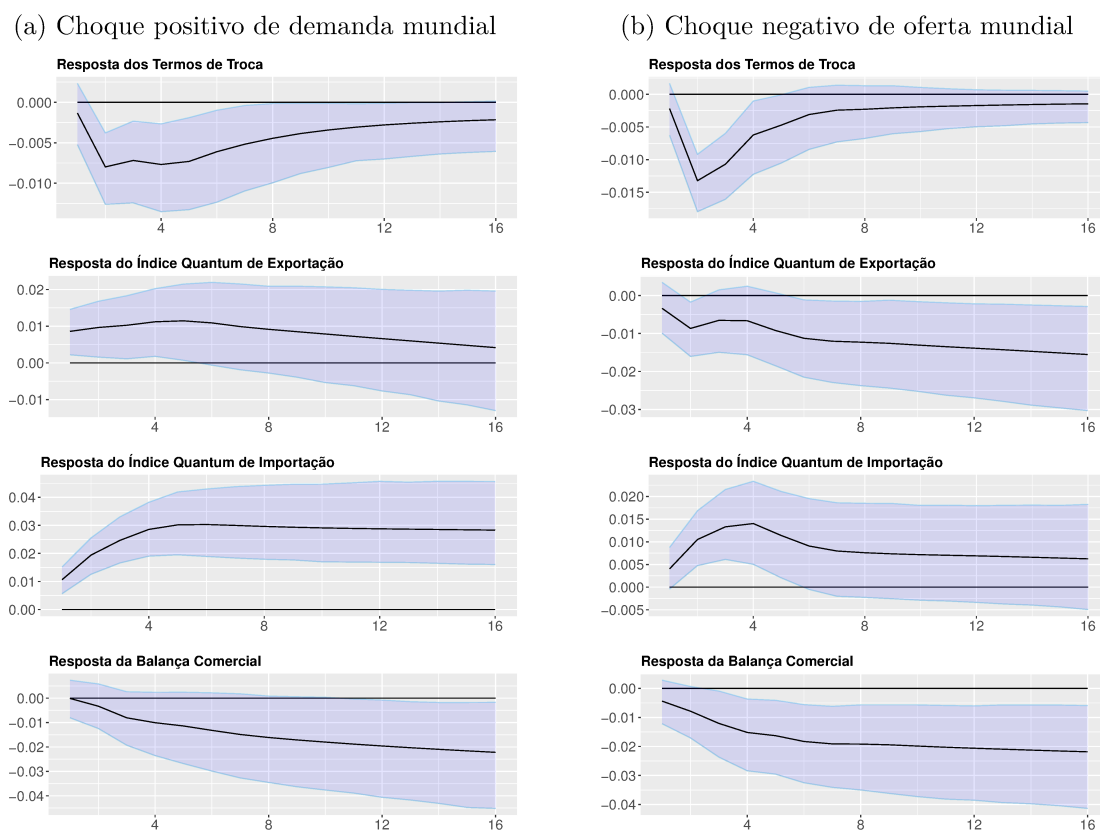 (a) Choque positivo de demanda mundial
Resposta dos Termos de Troca
0.000
−0.005
−0.010
4 8 12 16
Resposta do Índice Quantum de Exportação
0.02
0.01
0.00
−0.01
4 8 12 16
Resposta do Índice Quantum de Importação
0.04
0.03
0.02
0.01
0.00
4 8 12 16
Resposta da Balança Comercial
0.00
−0.01
−0.02
−0.03
−0.04
4 8 12 16
(b) Choque negativo de oferta mundial
Resposta dos Termos de Troca
0.000
−0.005
−0.010
−0.015
4 8 12 16
Resposta do Índice Quantum de Exportação
0.00
−0.01
−0.02
−0.03
4 8 12 16
Resposta do Índice Quantum de Importação
0.020
0.015
0.010
0.005
0.000
−0.005
4 8 12 16
Resposta da Balança Comercial
0.00
−0.01
−0.02
−0.03
−0.04
4 8 12 16